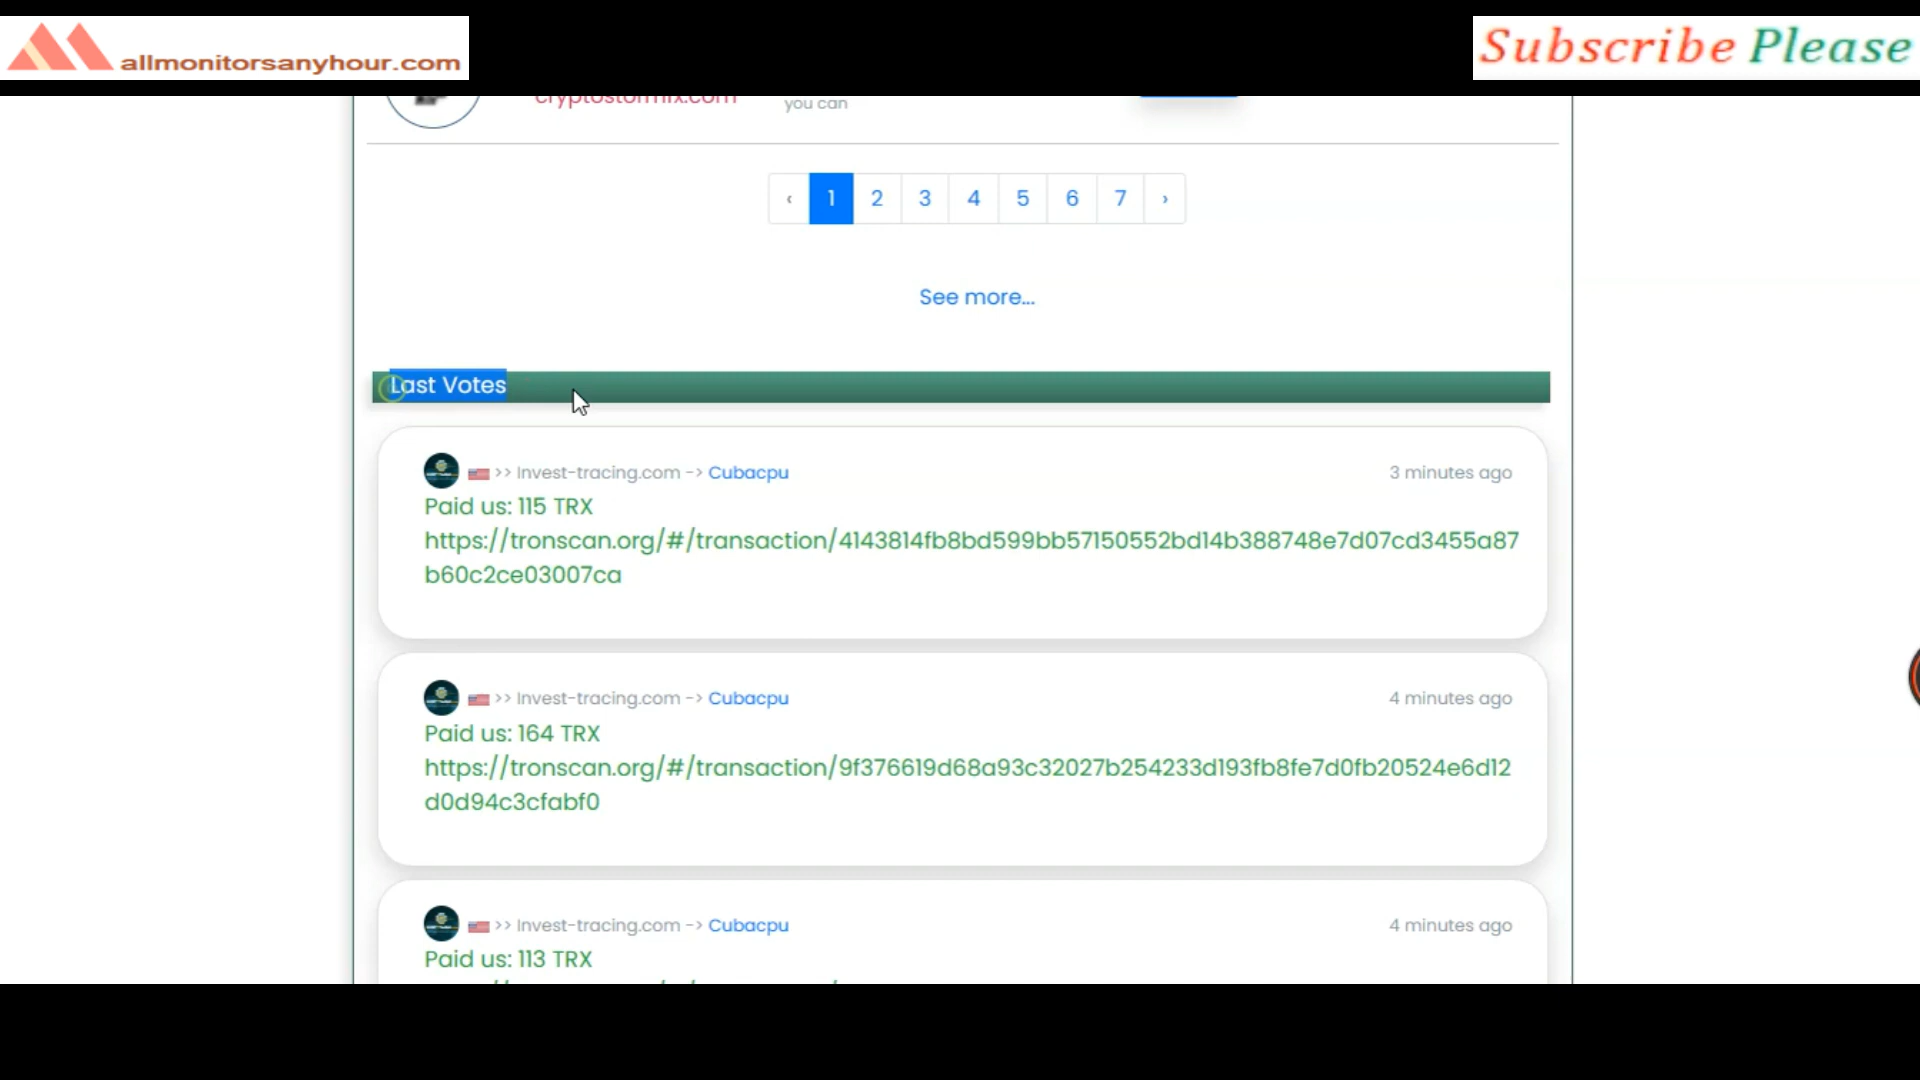 allmonitorsanyhour.com
Subscribe Please
cryptostormfx.com
you can
‹ 1 2 3 4 5 6 7 ›
See more...
Last Votes
>> Invest-tracing.com -> Cubacpu 3 minutes ago
Paid us: 115 TRX
https://tronscan.org/#/transaction/4143814fb8bd599bb57150552bd14b388748e7d07cd3455a87
b60c2ce03007ca
>> Invest-tracing.com -> Cubacpu 4 minutes ago
Paid us: 164 TRX
https://tronscan.org/#/transaction/9f376619d68a93c32027b254233d193fb8fe7d0fb20524e6d12
d0d94c3cfabf0
>> Invest-tracing.com -> Cubacpu 4 minutes ago
Paid us: 113 TRX